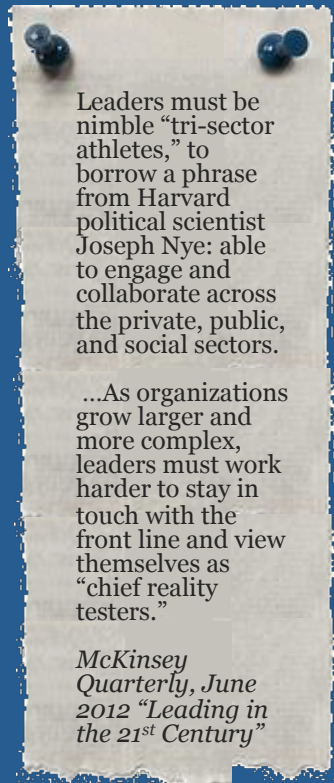 Leaders must be
nimble “tri-sector
athletes,” to
borrow a phrase
from Harvard
political scientist
Joseph Nye: able
to engage and
collaborate across
the private, public,
and social sectors.
…As organizations
grow larger and
more complex,
leaders must work
harder to stay in
touch with the
front line and view
themselves as
“chief reality
testers.”
McKinsey
Quarterly, June
2012 “Leading in
the 21st Century”